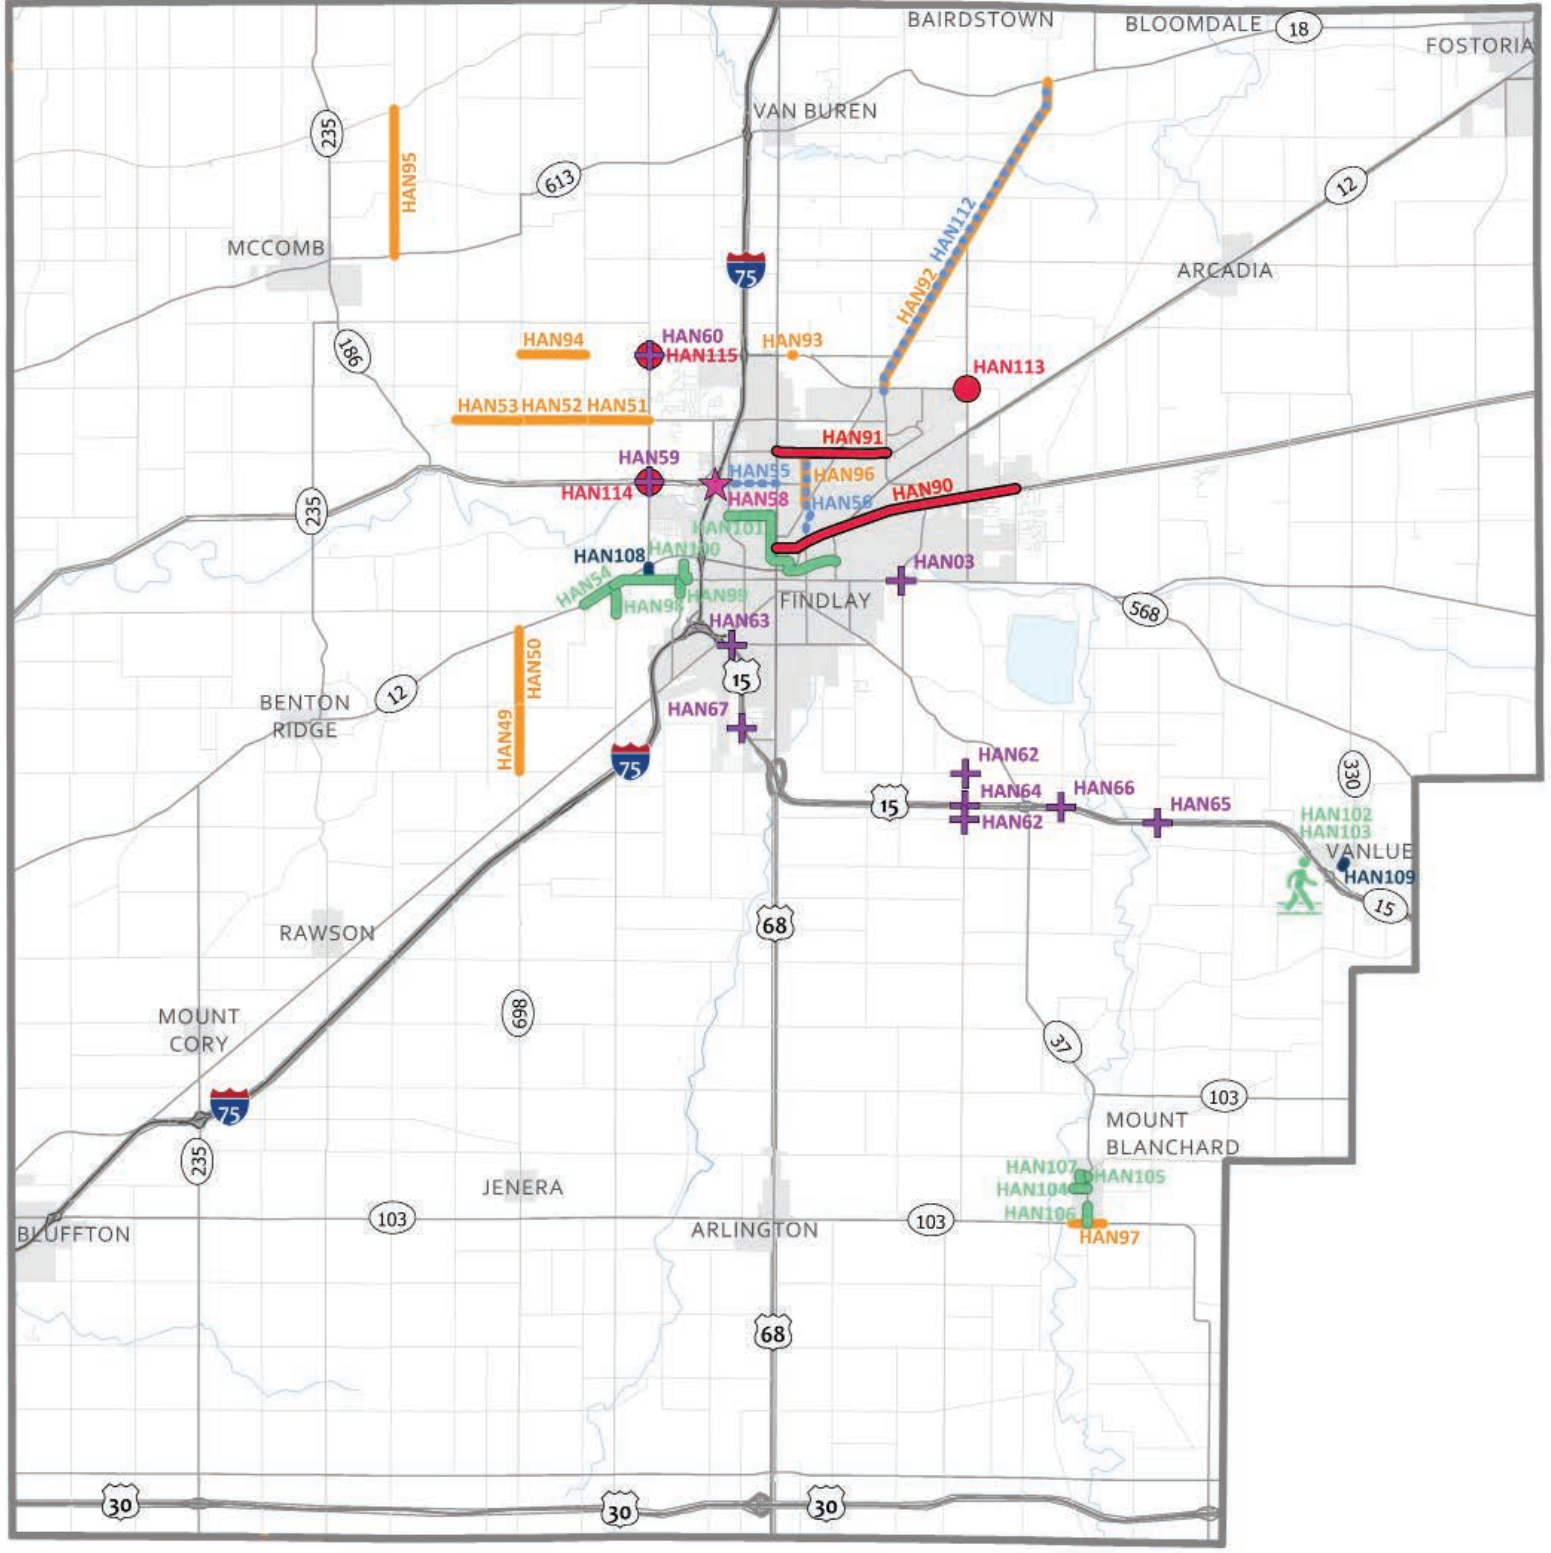 BAIRDSTOWN
BLOOMDALE
18
FOSTORIA
VAN BUREN
235
HAN95
613
12
HAN112
MCCOMB
75
ARCADIA
HAN92
HAN94
HAN60
HAN115
HAN93
186
HAN113
HAN53 HAN52 HAN51
HAN91
HAN59
HAN55
HAN96
HAN114
HAN58
HAN90
HAN56
235
HAN101
HAN108
HAN100
HAN03
HAN54
HAN98
HAN99
FINDLAY
568
HAN63
HAN50
15
12
BENTON
RIDGE
HAN67
HAN49
75
HAN62
330
HAN64
HAN66
15
HAN65
HAN62
HAN102
HAN103
VANLUE
HAN109
15
68
RAWSON
698
MOUNT
CORY
37
75
103
MOUNT
BLANCHARD
235
HAN107
HAN105
JENERA
HAN104
HAN106
103
103
BLUFFTON
ARLINGTON
HAN97
68
30
30
30